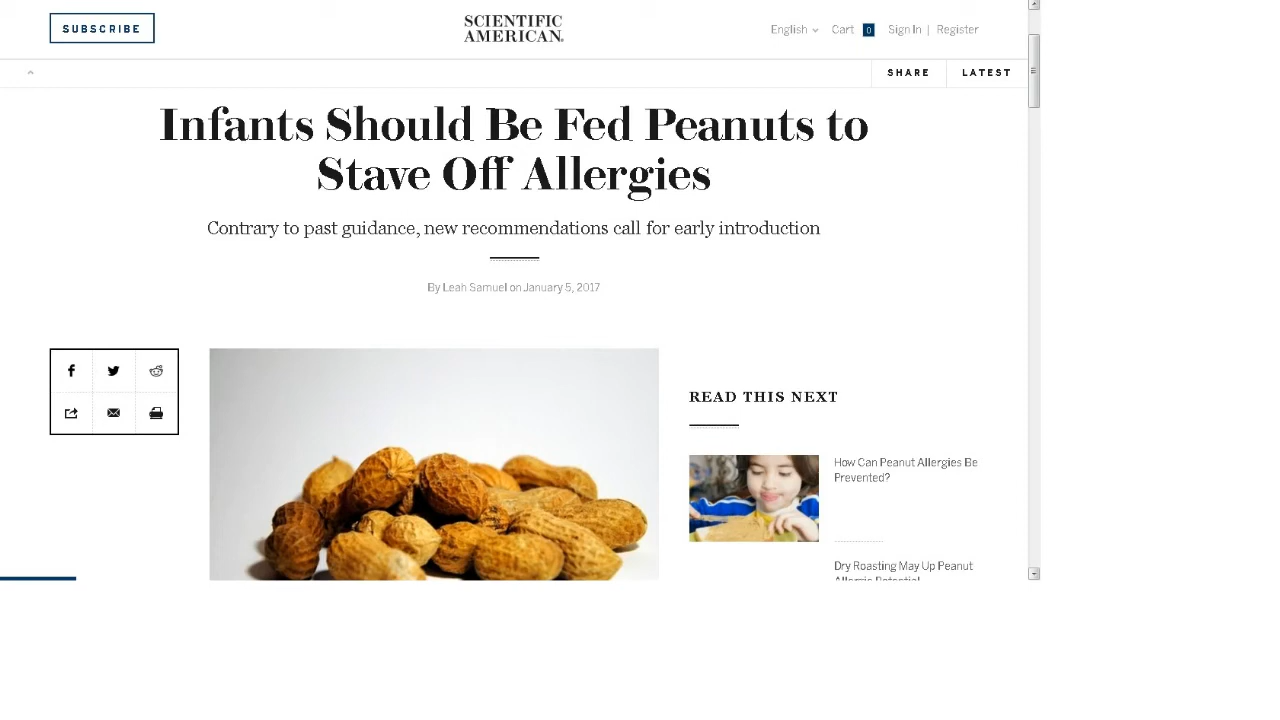 SUBSCRIBE
SCIENTIFIC
AMERICAN®
English
Cart 0
Sign In | Register
SHARE
LATEST
Infants Should Be Fed Peanuts to
Stave Off Allergies
Contrary to past guidance, new recommendations call for early introduction
By Leah Samuel on January 5, 2017
READ THIS NEXT
How Can Peanut Allergies Be
Prevented?
Dry Roasting May Up Peanut
Allergic Potential